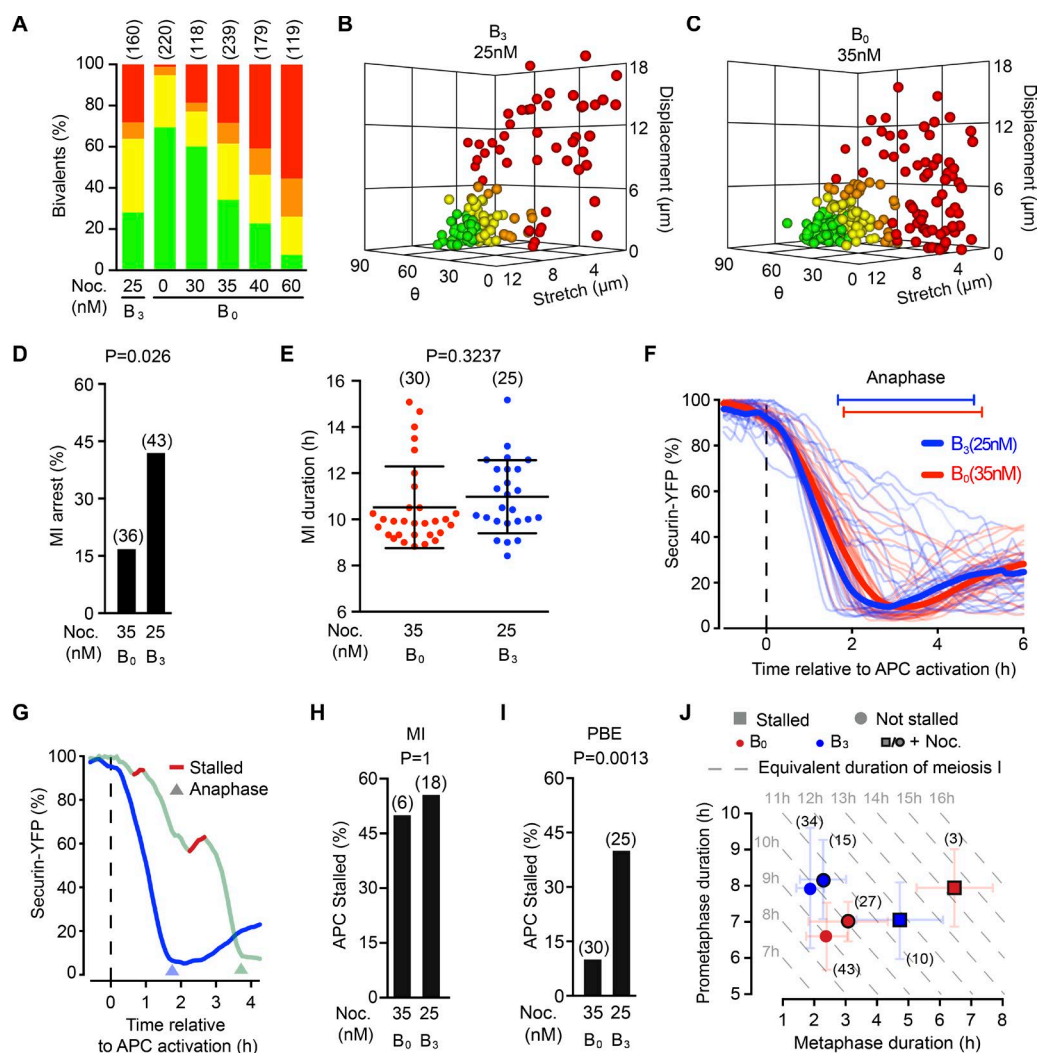 A
(160)
(220)
(118)
(239)
(179)
(119)
100
80
60
40
20
0
Bivalents (%)
Noc. 25 0 30 35 40 60
(nM) B3 B0
B
B3
25nM
18
12
6
0
Displacement (µm)
90 60 30 0 12 8 4
θ Stretch (µm)
C
B0
35nM
18
12
6
0
Displacement (µm)
90 60 30 0 12 8 4
θ Stretch (µm)
D
P=0.026
60
45
30
15
0
MI arrest (%)
(36)
(43)
Noc. 35 25
(nM) B0 B3
E
P=0.3237
(30) (25)
16
14
12
10
8
6
MI duration (h)
Noc. 35 25
(nM) B0 B3
F
Anaphase
100
80
60
40
20
0
Securin-YFP (%)
B3(25nM)
B0(35nM)
0 2 4 6
Time relative to APC activation (h)
G
100
80
60
40
20
0
Securin-YFP (%)
Stalled
Anaphase
0 1 2 3 4
Time relative
to APC activation (h)
H
MI
P=1
60
45
30
15
0
APC Stalled (%)
(6)
(18)
Noc. 35 25
(nM) B0 B3
I
PBE
P=0.0013
60
45
30
15
0
APC Stalled (%)
(30)
(25)
Noc. 35 25
(nM) B0 B3
J
Stalled Not stalled
B0 B3 / + Noc.
Equivalent duration of meiosis I
11h 12h 13h 14h 15h 16h
10h
9h
8h
7h
10
9
8
7
6
5
Prometaphase duration (h)
(34)
(15)
(3)
(27)
(43)
(10)
1 2 3 4 5 6 7 8
Metaphase duration (h)